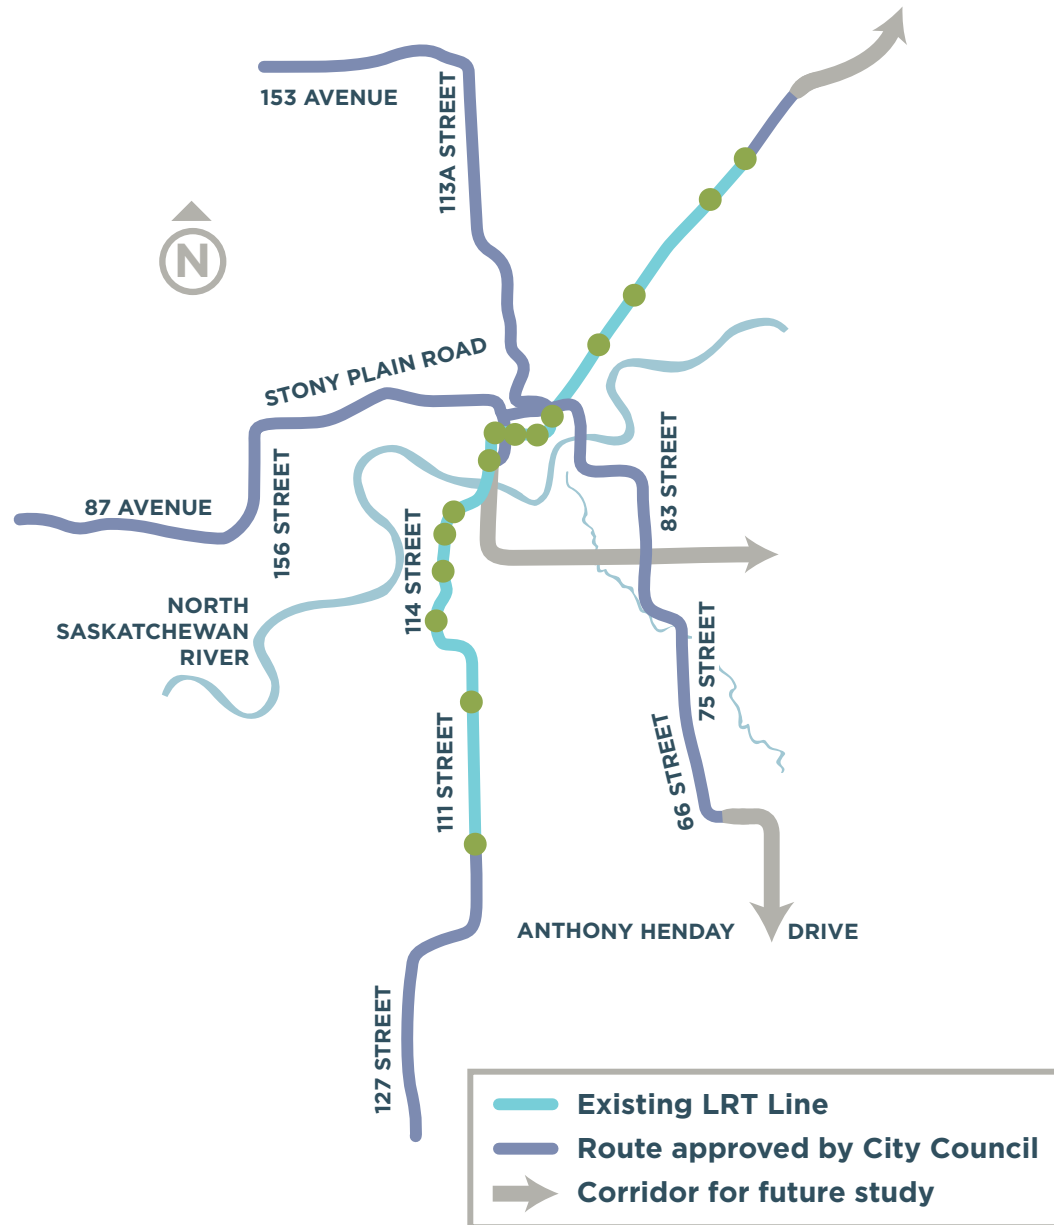 153 AVENUE
113A STREET
N
STONY PLAIN ROAD
83 STREET
87 AVENUE
156 STREET
114 STREET
NORTH
SASKATCHEWAN
RIVER
75 STREET
66 STREET
111 STREET
ANTHONY HENDAY DRIVE
127 STREET
Existing LRT Line
Route approved by City Council
Corridor for future study